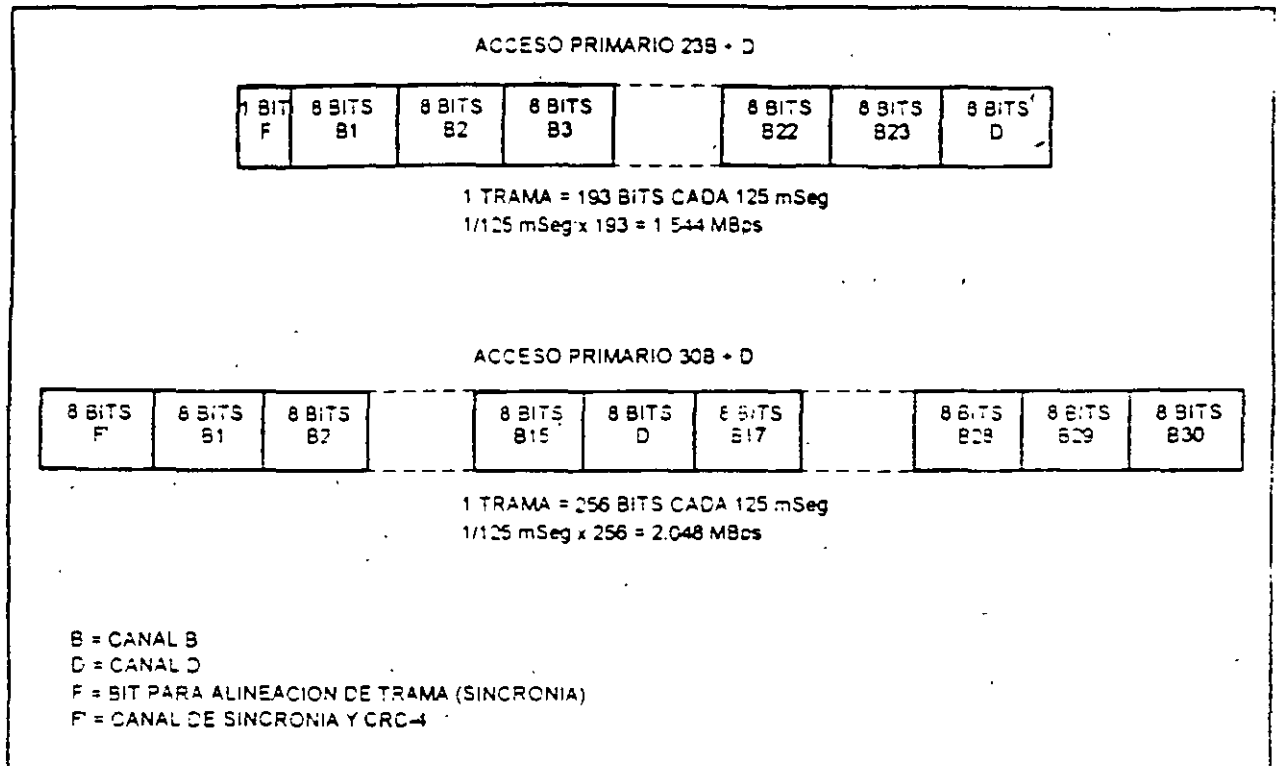 ACCESO PRIMARIO 23B + D
1 BIT 8 BITS 8 BITS 8 BITS 8 BITS 8 BITS 8 BITS
F B1 B2 B3 B22 B23 D
1 TRAMA = 193 BITS CADA 125 mSeg
1/125 mSeg x 193 = 1 544 MBps
ACCESO PRIMARIO 30B + D
8 BITS 8 BITS 8 BITS 8 BITS 8 BITS 8 BITS 8 BITS 8 BITS 8 BITS
F' B1 B2 B15 D B17 B28 B29 B30
1 TRAMA = 256 BITS CADA 125 mSeg
1/125 mSeg x 256 = 2.048 MBps
B = CANAL B
D = CANAL D
F = BIT PARA ALINEACION DE TRAMA (SINCRONIA)
F' = CANAL DE SINCRONIA Y CRC-4